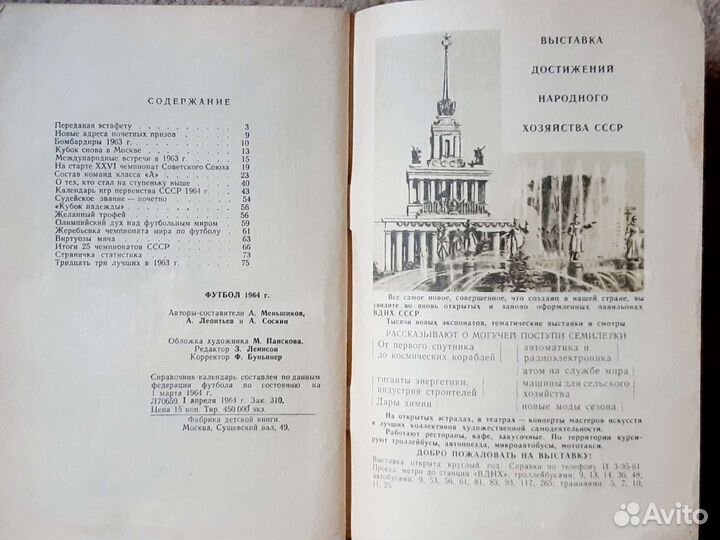 СОДЕРЖАНИЕ
Передавая эстафету . . . . . . . . 3
Новые адреса почетных призов . . . . . 9
Бомбардиры 1963 г. . . . . . . . . 10
Кубок снова в Москве . . . . . . . 13
Международные встречи в 1963 г. . . . . 15
На старте XXVI чемпионат Советского Союза 19
Состав команд класса «А» . . . . . . 23
О тех, кто стал на ступеньку выше . . . . 40
Календарь игр первенства СССР 1964 г. . . 43
Судейское звание — почетно . . . . . 54
«Кубок надежды» . . . . . . . . 56
Желанный трофей . . . . . . . . 56
Олимпийский дух над футбольным миром . . 59
Жеребьевка чемпионата мира по футболу . . 61
Виртуозы мяча . . . . . . . . . 63
Итоги 25 чемпионатов СССР . . . . . 66
Страничка статистика . . . . . . . 73
Тридцать три лучших в 1963 г. . . . . . 75
ФУТБОЛ 1964 г.
Авторы-составители А. Меньшиков,
А. Леонтьев и А. Соскин
Обложка художника М. Панскова.
Редактор З. Леинсон
Корректор Ф. Буньянер
Справочник-календарь составлен по данным
федерации футбола по состоянию на
1 марта 1964 г.
Л70659. 1 апреля 1964 г. Зак. 310.
Цена 15 коп. Тир. 450 000 экз.
Фабрика детской книги.
Москва, Сущевский вал, 49.
ВЫСТАВКА
ДОСТИЖЕНИЙ
НАРОДНОГО
ХОЗЯЙСТВА СССР
Все самое новое, совершенное, что создано в нашей стране, вы
увидите во вновь открытых и заново оформленных павильонах
ВДНХ СССР.
Тысячи новых экспонатов, тематические выставки и смотры
РАССКАЗЫВАЮТ О МОГУЧЕЙ ПОСТУПИ СЕМИЛЕТКИ
От первого спутника
до космических кораблей
гиганты энергетики,
индустрия строителей
Дары химии
автоматика и
радиоэлектроника
атом на службе мира
машины для сельского
хозяйства
новые моды сезона
На открытых эстрадах, в театрах — концерты мастеров искусств
и лучших коллективов художественной самодеятельности.
Работают рестораны, кафе, закусочные. По территории курси-
руют троллейбусы, автопоезда, микроавтобусы, мототакси.
ДОБРО ПОЖАЛОВАТЬ НА ВЫСТАВКУ!
Выставка открыта круглый год. Справки по телефону И 3-95-61.
Проезд: метро до станции «ВДНХ», троллейбусами: 9, 13, 14, 36, 48;
автобусами: 9, 53, 56, 61, 81, 83, 93, 117, 265; трамваями: 5, 7, 10,
11, 25.
Avito